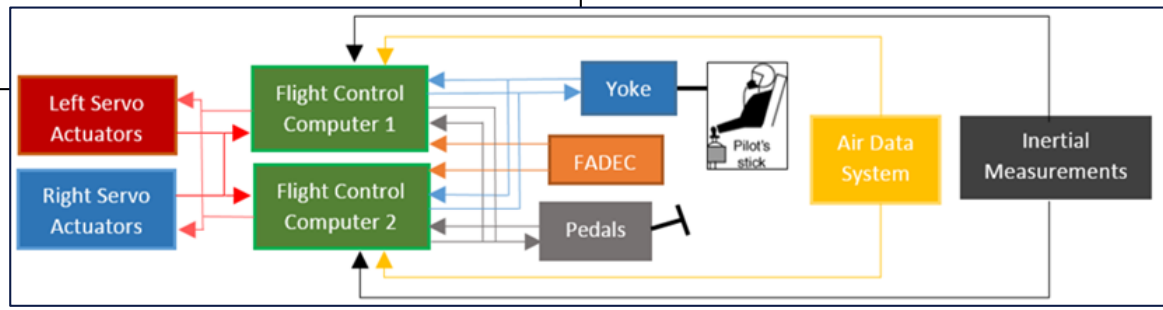 Left Servo
Actuators
Right Servo
Actuators
Flight Control
Computer 1
Flight Control
Computer 2
Yoke
FADEC
Pedals
Pilot's
stick
Air Data
System
Inertial
Measurements